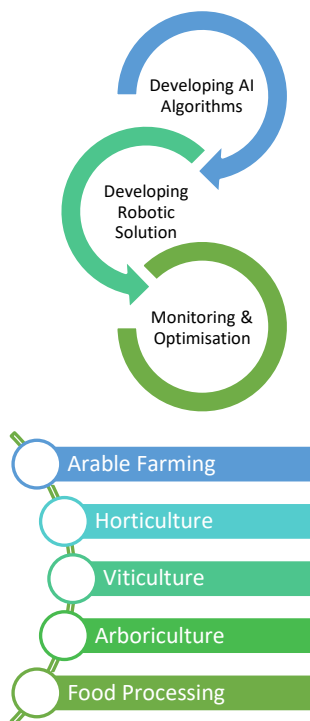 Developing AI
Algorithms
Developing
Robotic
Solution
Monitoring &
Optimisation
Arable Farming
Horticulture
Viticulture
Arboriculture
Food Processing